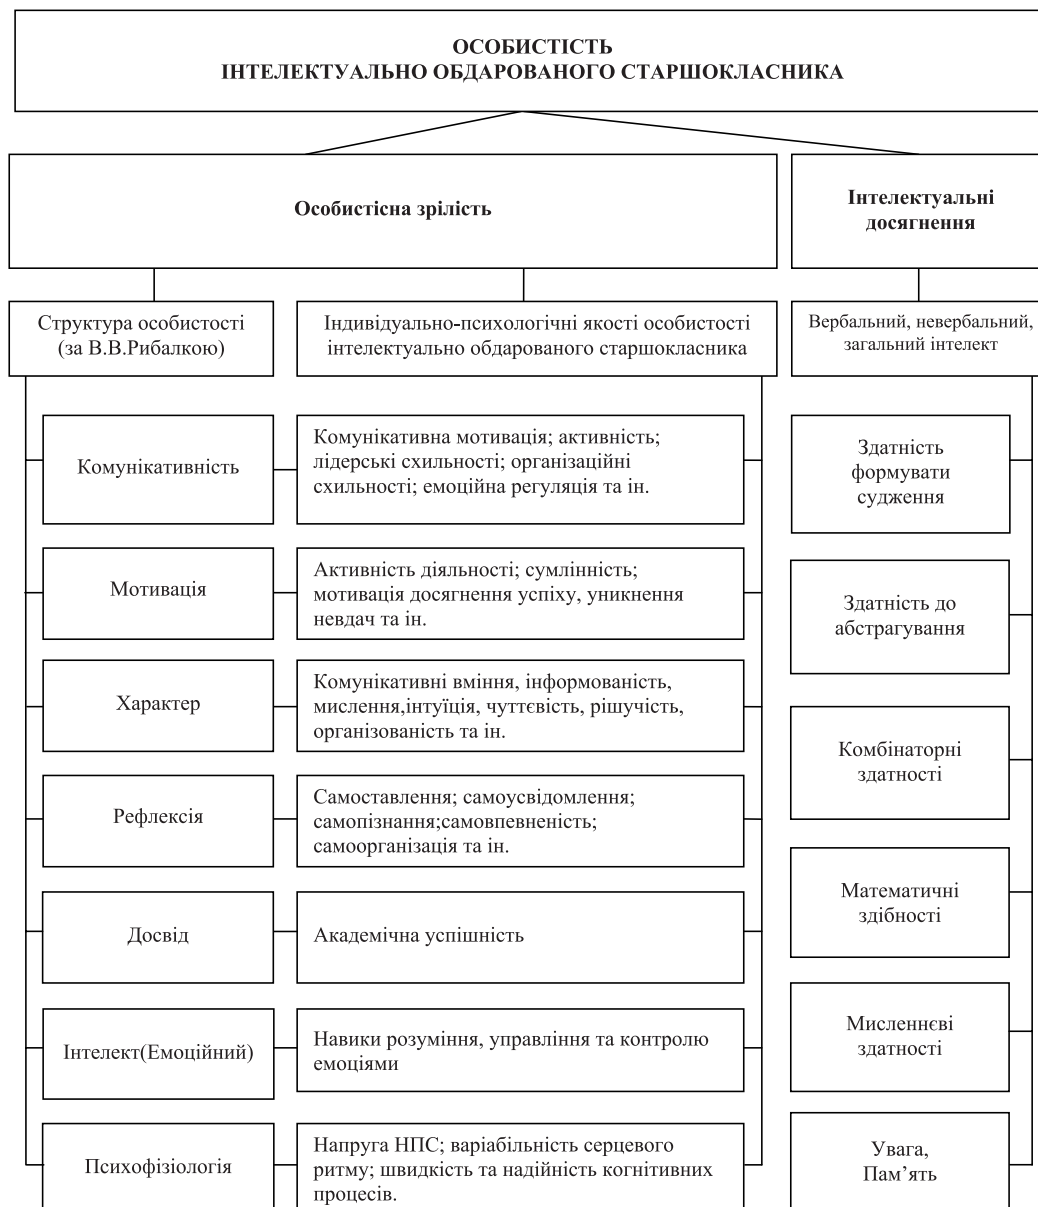 ОСОБИСТІСТЬ
ІНТЕЛЕКТУАЛЬНО ОБДАРОВАНОГО СТАРШОКЛАСНИКА
Особистісна зрілість
Інтелектуальні
досягнення
Структура особистості
(за В.В.Рибалкою)
Індивідуально-психологічні якості особистості
інтелектуально обдарованого старшокласника
Вербальний, невербальний,
загальний інтелект
Комунікативність
Комунікативна мотивація; активність;
лідерські схильності; організаційні
схильності; емоційна регуляція та ін.
Здатність
формувати
судження
Мотивація
Активність діяльності; сумлінність;
мотивація досягнення успіху, уникнення
невдач та ін.
Здатність до
абстрагування
Характер
Комунікативні вміння, інформованість,
мислення,інтуїція, чуттєвість, рішучість,
організованість та ін.
Комбінаторні
здатності
Рефлексія
Самоставлення; самоусвідомлення;
самопізнання;самовпевненість;
самоорганізація та ін.
Математичні
здібності
Досвід
Академічна успішність
Мисленнєві
здатності
Інтелект(Емоційний)
Навики розуміння, управління та контролю
емоціями
Психофізіологія
Напруга НПС; варіабільність серцевого
ритму; швидкість та надійність когнітивних
процесів.
Увага,
Пам’ять